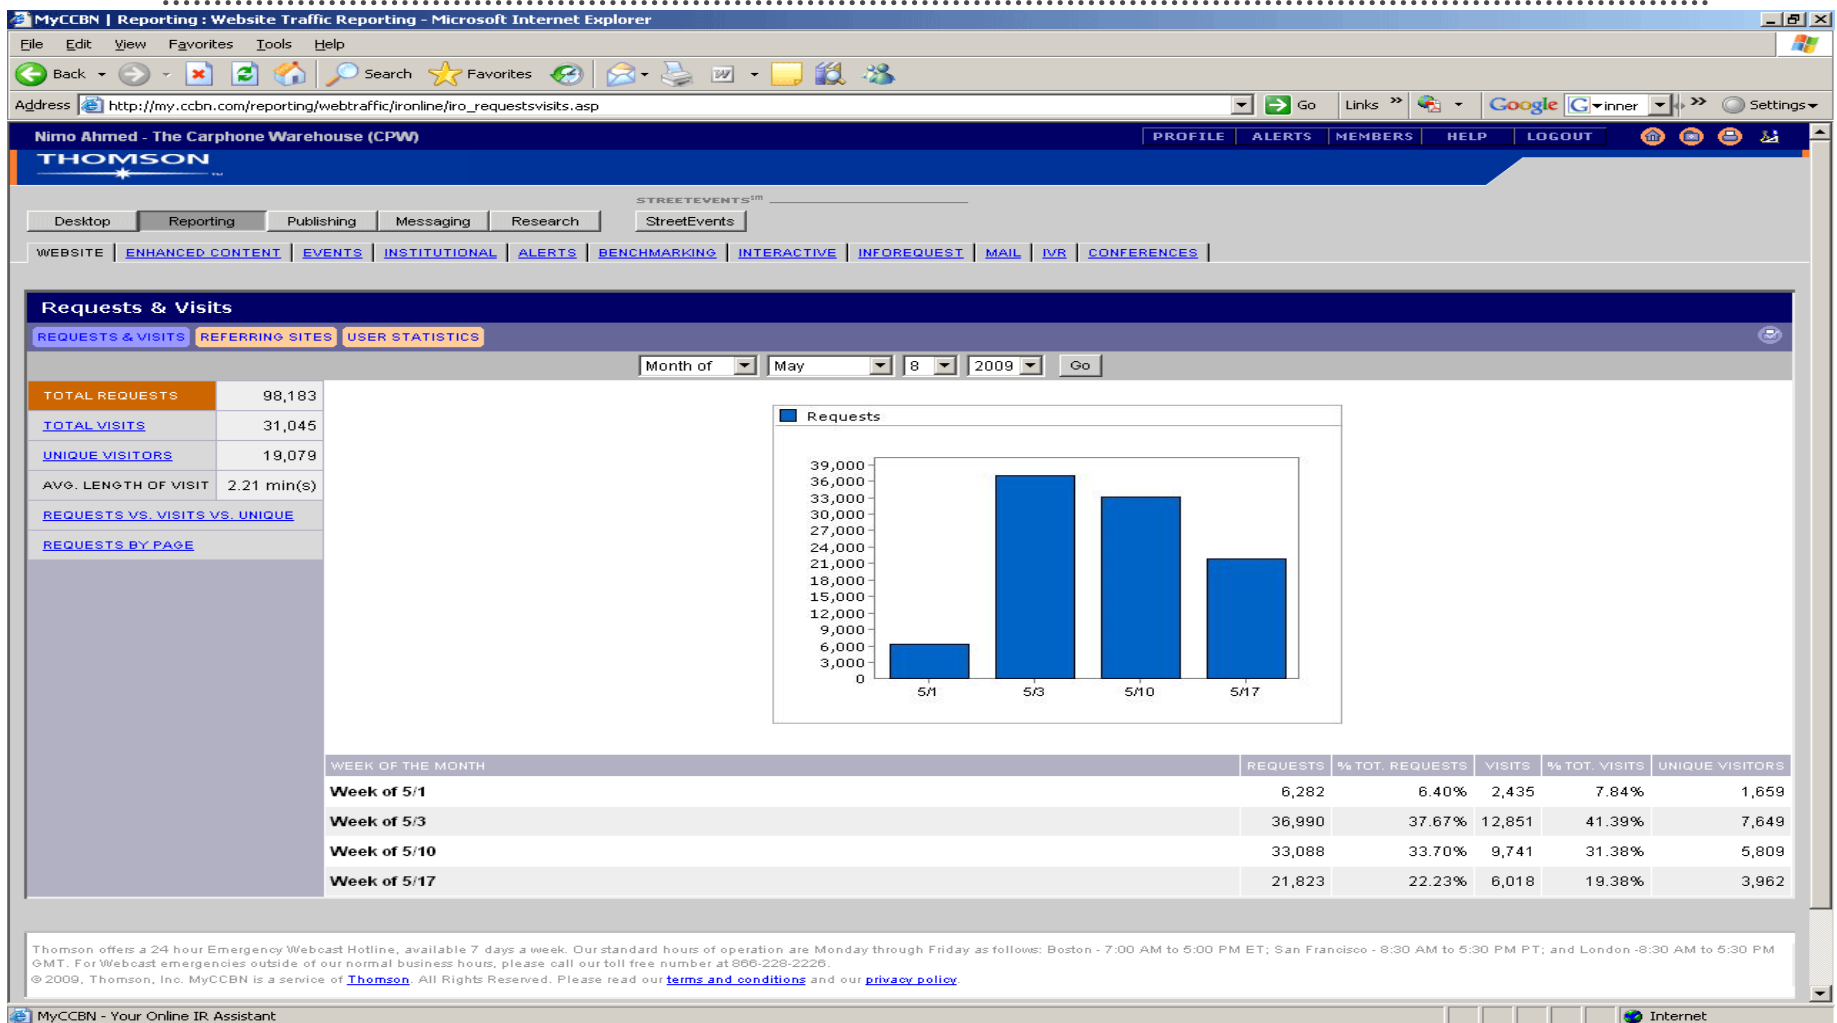 MyCCBN | Reporting : Website Traffic Reporting - Microsoft Internet Explorer
File Edit View Favorites Tools Help
Back Search Favorites
Address http://my.ccbn.com/reporting/webtraffic/ironline/iro_requestsvisits.asp Go Links » Google G inner » Settings
Nimo Ahmed - The Carphone Warehouse (CPW) PROFILE ALERTS MEMBERS HELP LOGOUT
THOMSON
STREETEVENTS℠
Desktop Reporting Publishing Messaging Research StreetEvents
WEBSITE ENHANCED CONTENT EVENTS INSTITUTIONAL ALERTS BENCHMARKING INTERACTIVE INFOREQUEST MAIL IVR CONFERENCES
Requests & Visits
REQUESTS & VISITS REFERRING SITES USER STATISTICS
Month of May 8 2009 Go
TOTAL REQUESTS 98,183
TOTAL VISITS 31,045
UNIQUE VISITORS 19,079
AVG. LENGTH OF VISIT 2.21 min(s)
REQUESTS VS. VISITS VS. UNIQUE
REQUESTS BY PAGE
Requests
39,000
36,000
33,000
30,000
27,000
24,000
21,000
18,000
15,000
12,000
9,000
6,000
3,000
0
5/1 5/3 5/10 5/17
WEEK OF THE MONTH REQUESTS % TOT. REQUESTS VISITS % TOT. VISITS UNIQUE VISITORS
Week of 5/1 6,282 6.40% 2,435 7.84% 1,659
Week of 5/3 36,990 37.67% 12,851 41.39% 7,649
Week of 5/10 33,088 33.70% 9,741 31.38% 5,809
Week of 5/17 21,823 22.23% 6,018 19.38% 3,962
Thomson offers a 24 hour Emergency Webcast Hotline, available 7 days a week. Our standard hours of operation are Monday through Friday as follows: Boston - 7:00 AM to 5:00 PM ET; San Francisco - 8:30 AM to 5:30 PM PT; and London -8:30 AM to 5:30 PM
GMT. For Webcast emergencies outside of our normal business hours, please call our toll free number at 866-228-2226.
© 2009, Thomson, Inc. MyCCBN is a service of Thomson. All Rights Reserved. Please read our terms and conditions and our privacy policy.
MyCCBN - Your Online IR Assistant Internet